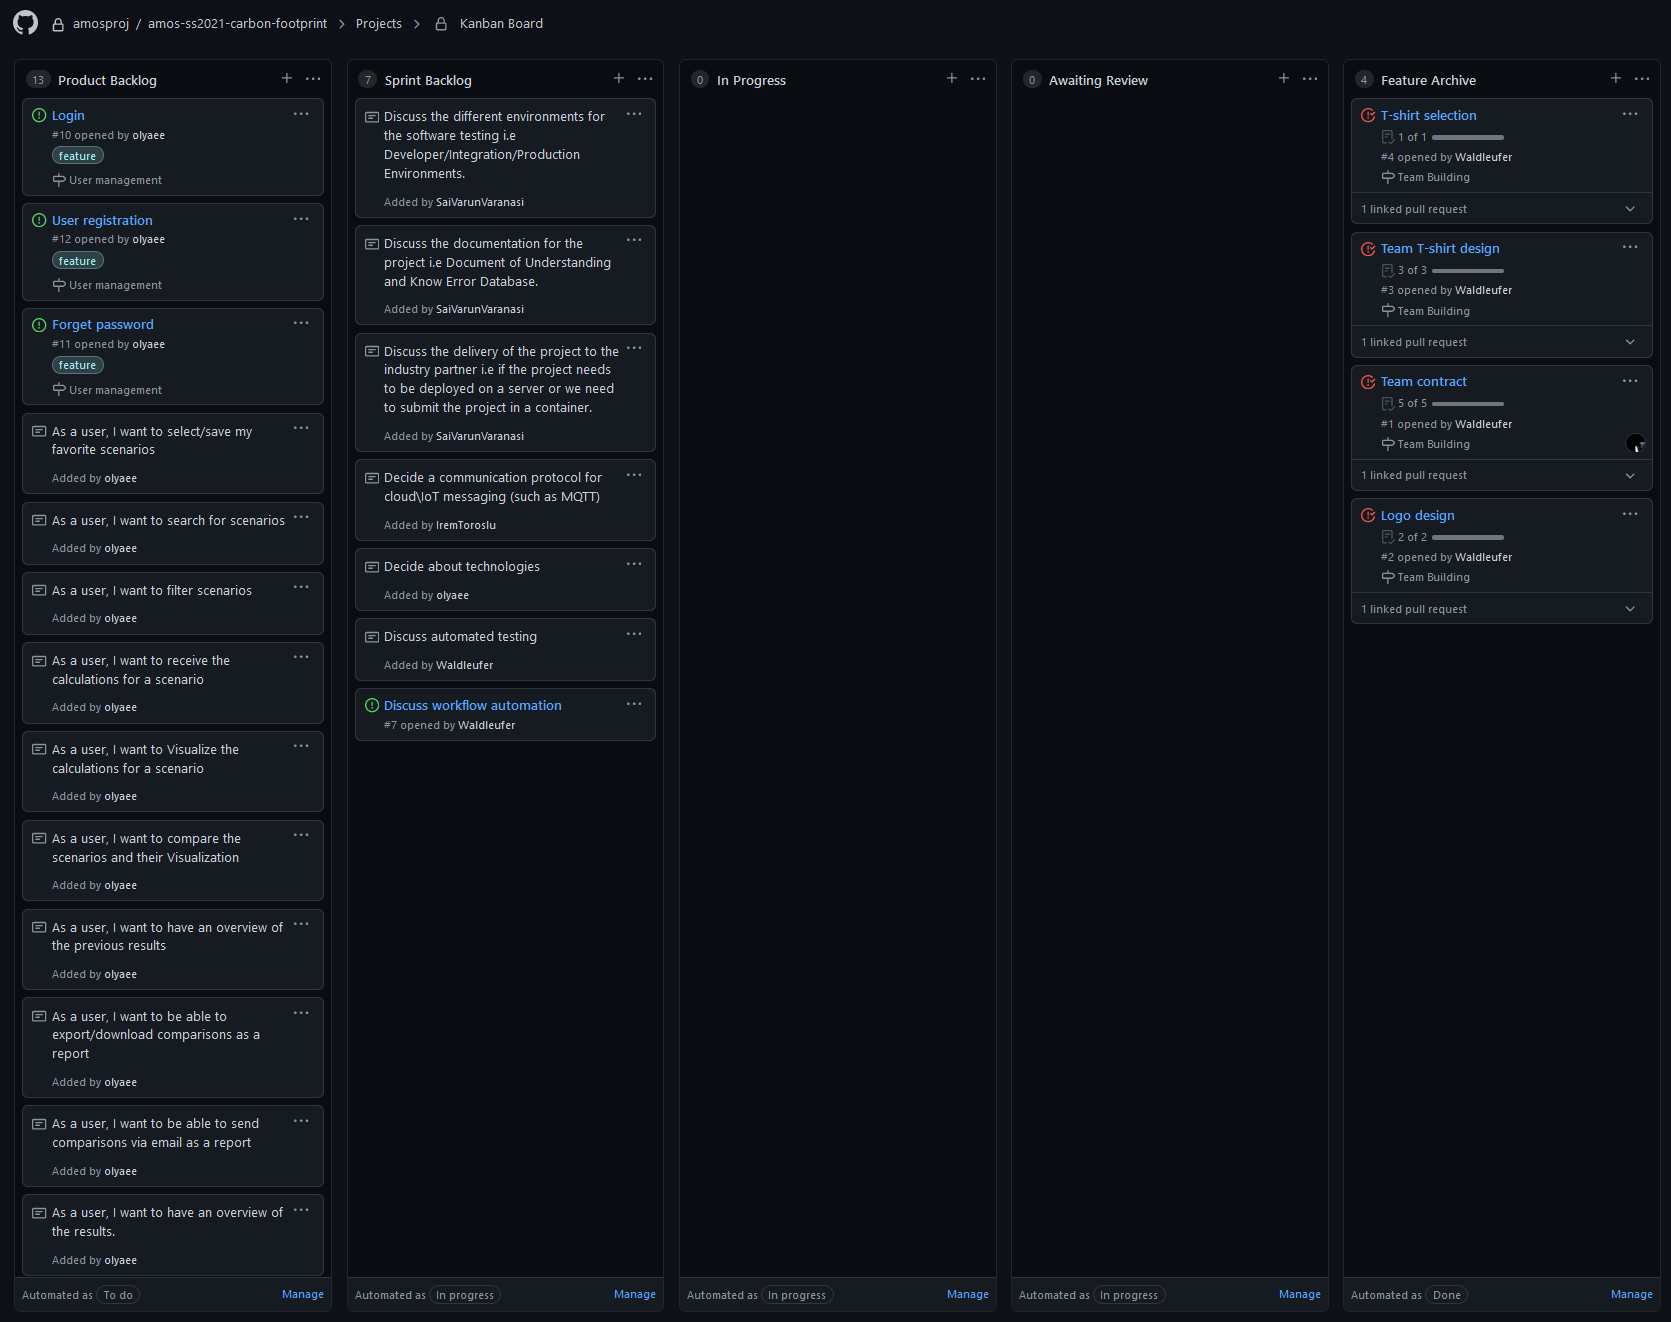 amosproj / amos-ss2021-carbon-footprint > Projects > Kanban Board
13 Product Backlog
Login
#10 opened by olyaee
feature
User management
User registration
#12 opened by olyaee
feature
User management
Forget password
#11 opened by olyaee
feature
User management
As a user, I want to select/save my
favorite scenarios
Added by olyaee
As a user, I want to search for scenarios
Added by olyaee
As a user, I want to filter scenarios
Added by olyaee
As a user, I want to receive the
calculations for a scenario
Added by olyaee
As a user, I want to Visualize the
calculations for a scenario
Added by olyaee
As a user, I want to compare the
scenarios and their Visualization
Added by olyaee
As a user, I want to have an overview of
the previous results
Added by olyaee
As a user, I want to be able to
export/download comparisons as a
report
Added by olyaee
As a user, I want to be able to send
comparisons via email as a report
Added by olyaee
As a user, I want to have an overview of
the results.
Added by olyaee
Automated as To do Manage
7 Sprint Backlog
Discuss the different environments for
the software testing i.e
Developer/Integration/Production
Environments.
Added by SaiVarunVaranasi
Discuss the documentation for the
project i.e Document of Understanding
and Know Error Database.
Added by SaiVarunVaranasi
Discuss the delivery of the project to the
industry partner i.e if the project needs
to be deployed on a server or we need
to submit the project in a container.
Added by SaiVarunVaranasi
Decide a communication protocol for
cloud\IoT messaging (such as MQTT)
Added by IremToroslu
Decide about technologies
Added by olyaee
Discuss automated testing
Added by Waldleufer
Discuss workflow automation
#7 opened by Waldleufer
Automated as In progress Manage
0 In Progress
Automated as In progress Manage
0 Awaiting Review
Automated as In progress Manage
4 Feature Archive
T-shirt selection
1 of 1
#4 opened by Waldleufer
Team Building
1 linked pull request
Team T-shirt design
3 of 3
#3 opened by Waldleufer
Team Building
1 linked pull request
Team contract
5 of 5
#1 opened by Waldleufer
Team Building
1 linked pull request
Logo design
2 of 2
#2 opened by Waldleufer
Team Building
1 linked pull request
Automated as Done Manage